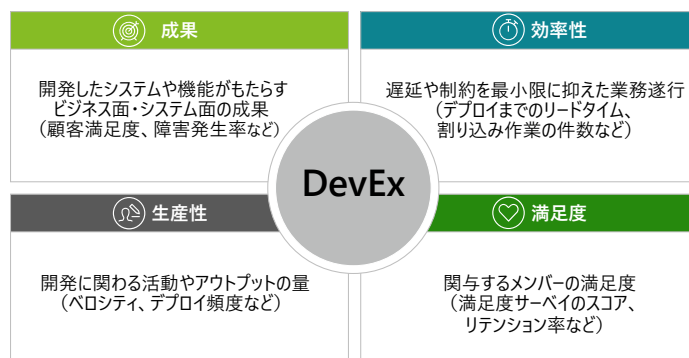 成果
開発したシステムや機能がもたらす
ビジネス面・システム面の成果
（顧客満足度、障害発生率など）
効率性
遅延や制約を最小限に抑えた業務遂行
（デプロイまでのリードタイム、
割り込み作業の件数など）
DevEx
生産性
開発に関わる活動やアウトプットの量
（ベロシティ、デプロイ頻度など）
満足度
関与するメンバーの満足度
（満足度サーベイのスコア、
リテンション率など）